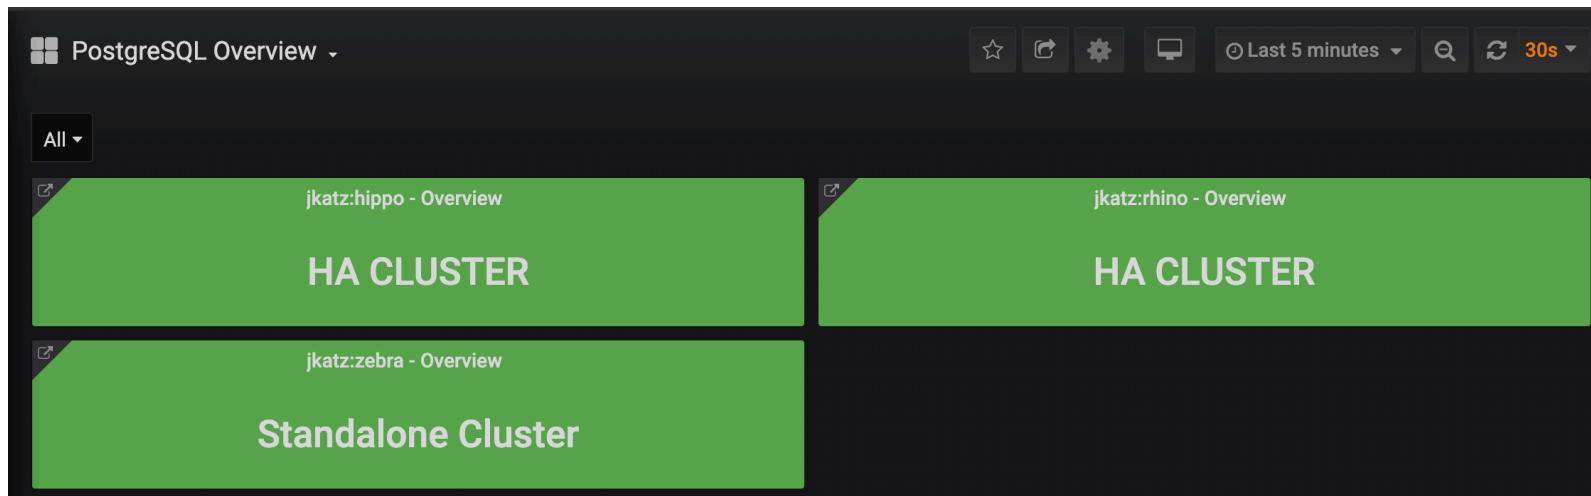 PostgreSQL Overview
Last 5 minutes
30s
All
jkatz:hippo - Overview
HA CLUSTER
jkatz:rhino - Overview
HA CLUSTER
jkatz:zebra - Overview
Standalone Cluster